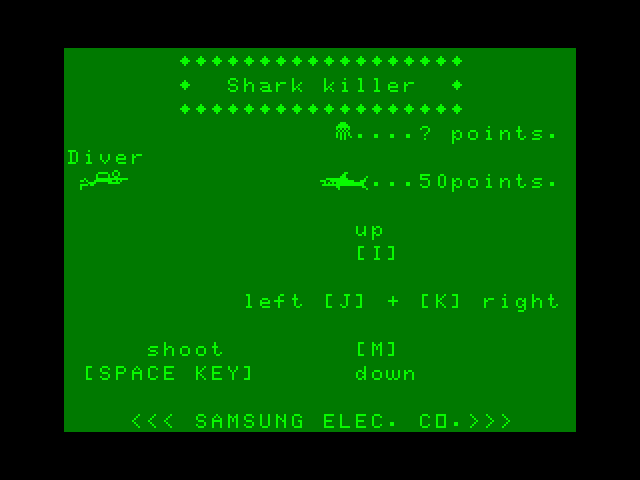 Shark killer
....? points.
Diver
...50points.
up
[I]
left [J] + [K] right
shoot [M]
[SPACE KEY] down
<<< SAMSUNG ELEC. CO.>>>